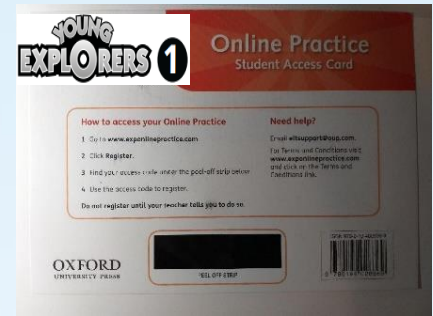 YOUNG
EXPLORERS 1
Online Practice
Student Access Card
How to access your Online Practice
1 Go to www.exponlinepractice.com
2 Click Register.
3 Find your access code under the peel-off strip below
4 Use the access code to register.
Do not register until your teacher tells you to do so.
Need help?
Email eltsupport@oup.com.
For Terms and Conditions visit
www.exponlinepractice.com
and click on the Terms and
Conditions link.
OXFORD
UNIVERSITY PRESS
PEEL OFF STRIP